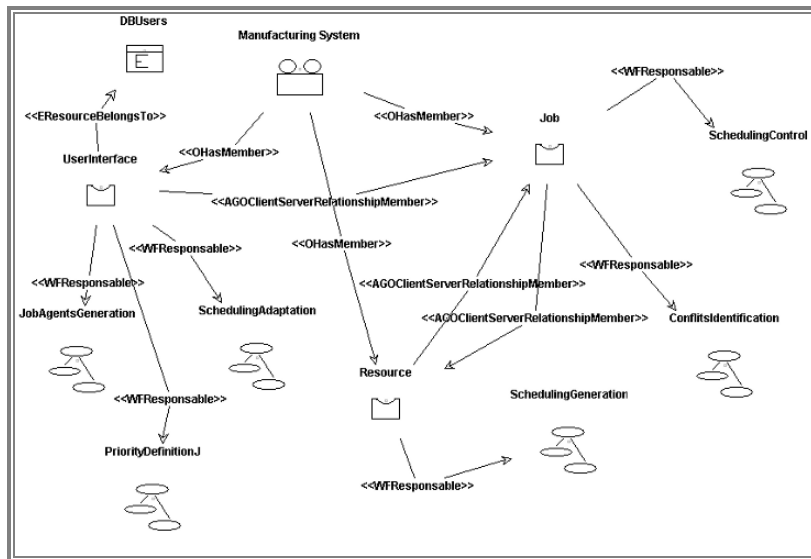 DBUsers
E
Manufacturing System
<<WFResponsable>>
<<EResourceBelongsTo>>
<<OHasMember>>
Job
SchedulingControl
UserInterface
<<OHasMember>>
<<AGOClientServerRelationshipMember>>
<<WFResponsable>>
<<OHasMember>>
<<WFResponsable>>
<<WFResponsable>>
<<AGOClientServerRelationshipMember>>
JobAgentsGeneration
SchedulingAdaptation
<<AGOClientServerRelationshipMember>>
ConflitsIdentification
Resource
SchedulingGeneration
<<WFResponsable>>
PriorityDefinitionJ
<<WFResponsable>>